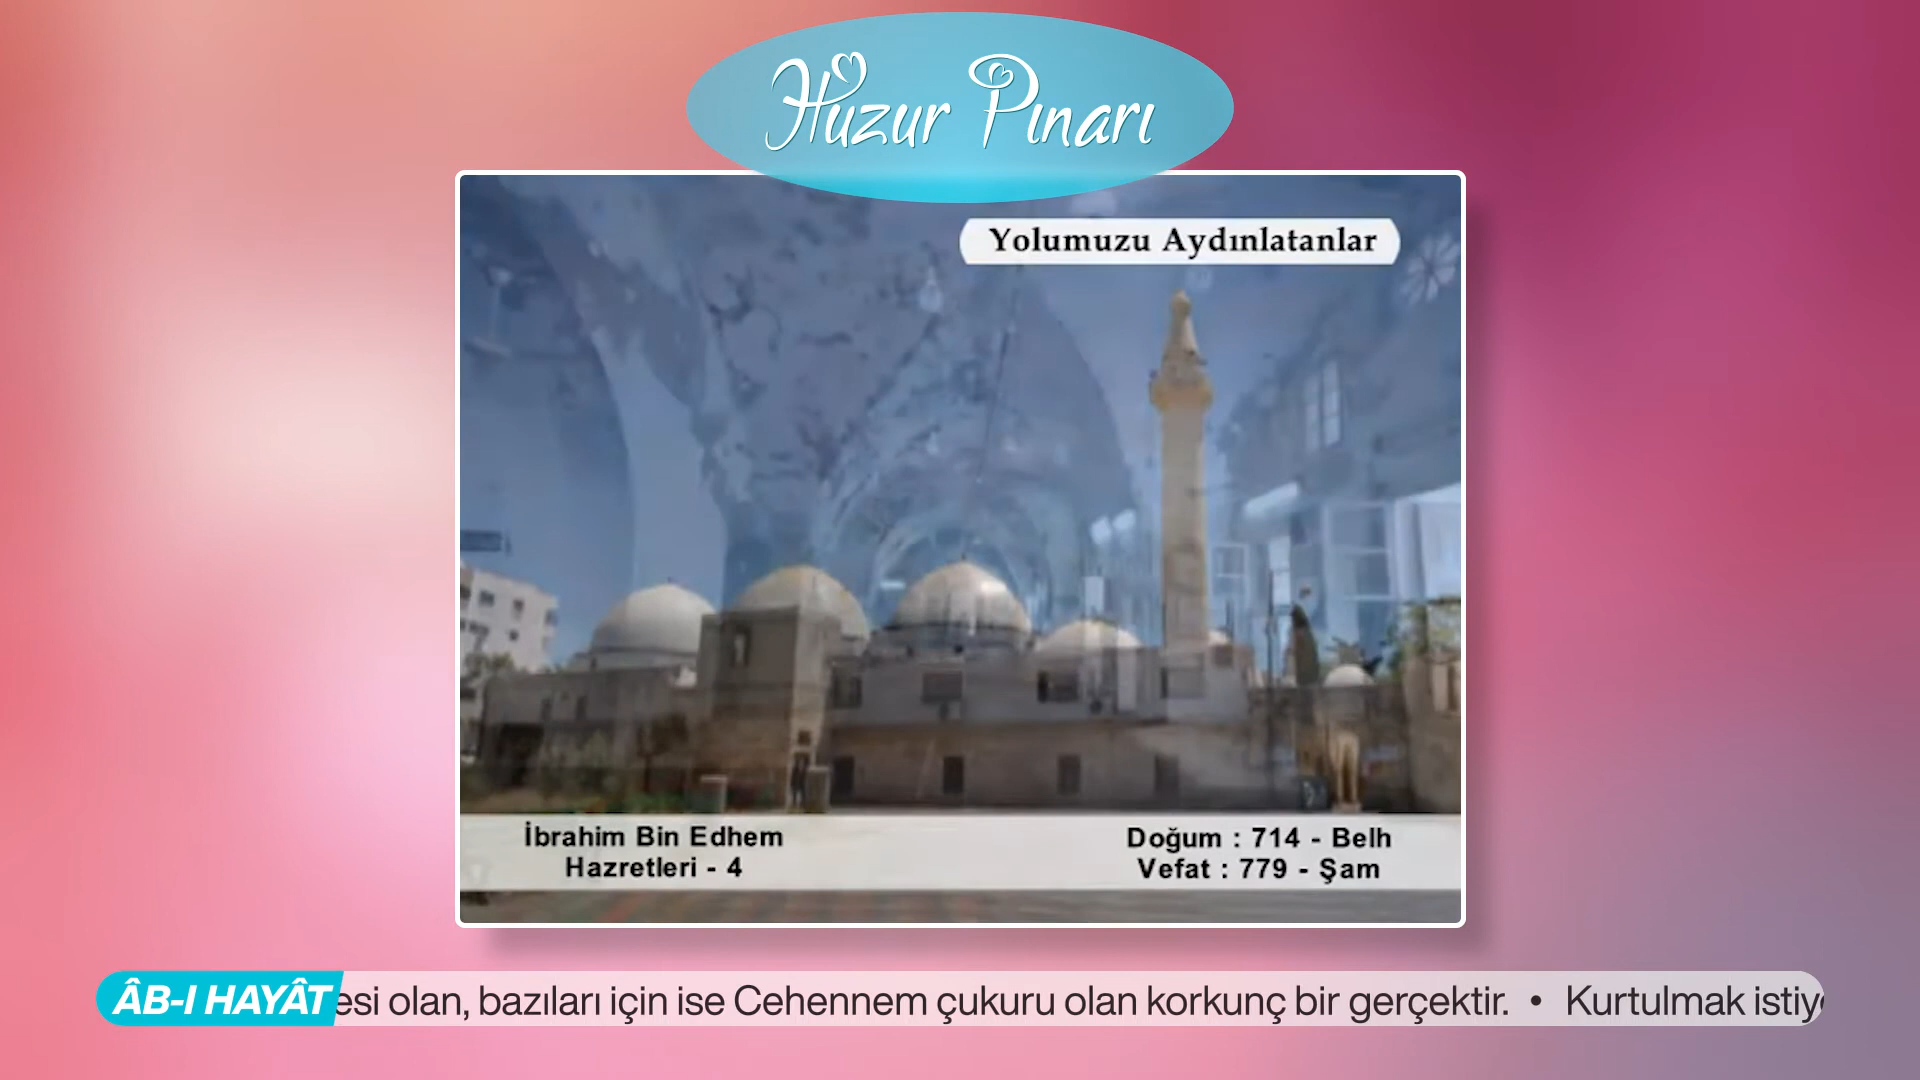 Huzur Pınarı
Yolumuzu Aydınlatanlar
İbrahim Bin Edhem
Hazretleri - 4
Doğum : 714 - Belh
Vefat : 779 - Şam
ÂB-I HAYÂT
esi olan, bazıları için ise Cehennem çukuru olan korkunç bir gerçektir. • Kurtulmak istiy